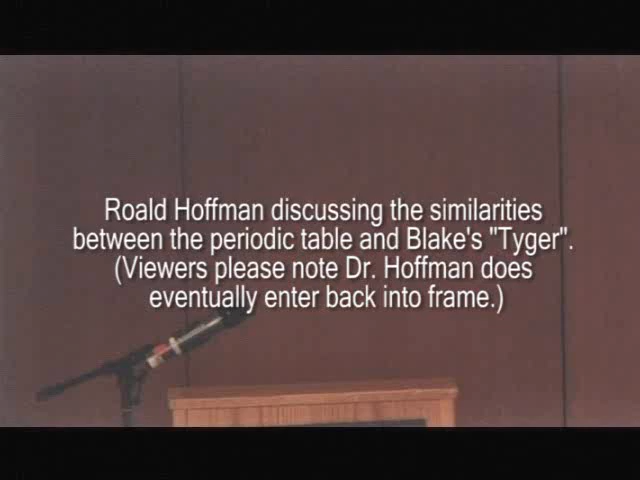 Roald Hoffman discussing the similarities
between the periodic table and Blake's "Tyger".
(Viewers please note Dr. Hoffman does
eventually enter back into frame.)